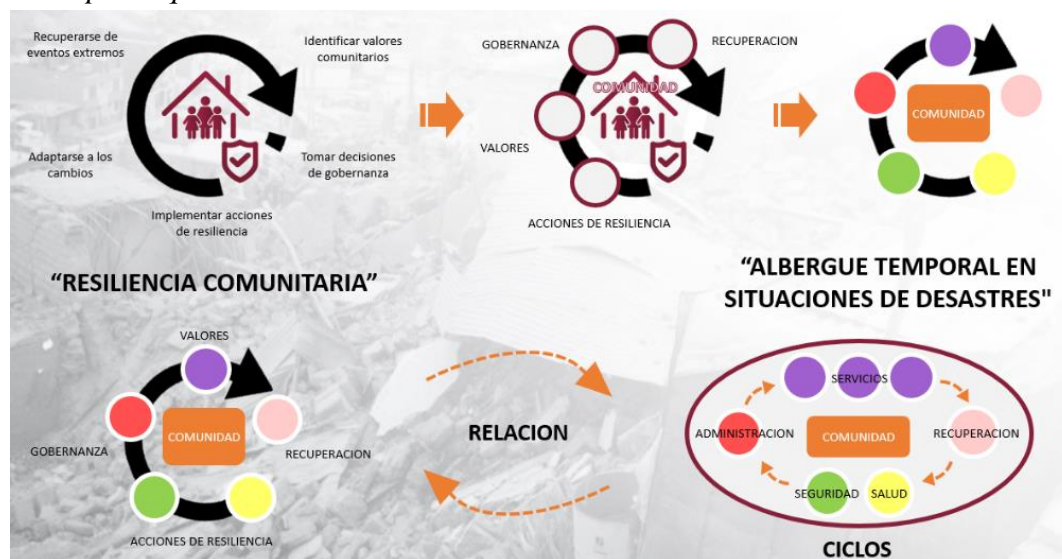 Recuperarse de
eventos extremos
Identificar valores
comunitarios
Adaptarse a los
cambios
Tomar decisiones
de gobernanza
Implementar acciones
de resiliencia
GOBERNANZA
RECUPERACION
COMUNIDAD
VALORES
ACCIONES DE RESILIENCIA
COMUNIDAD
“RESILIENCIA COMUNITARIA”
“ALBERGUE TEMPORAL EN
SITUACIONES DE DESASTRES"
VALORES
COMUNIDAD
GOBERNANZA
RECUPERACION
ACCIONES DE RESILIENCIA
RELACION
SERVICIOS
ADMINISTRACION
COMUNIDAD
RECUPERACION
SEGURIDAD
SALUD
CICLOS